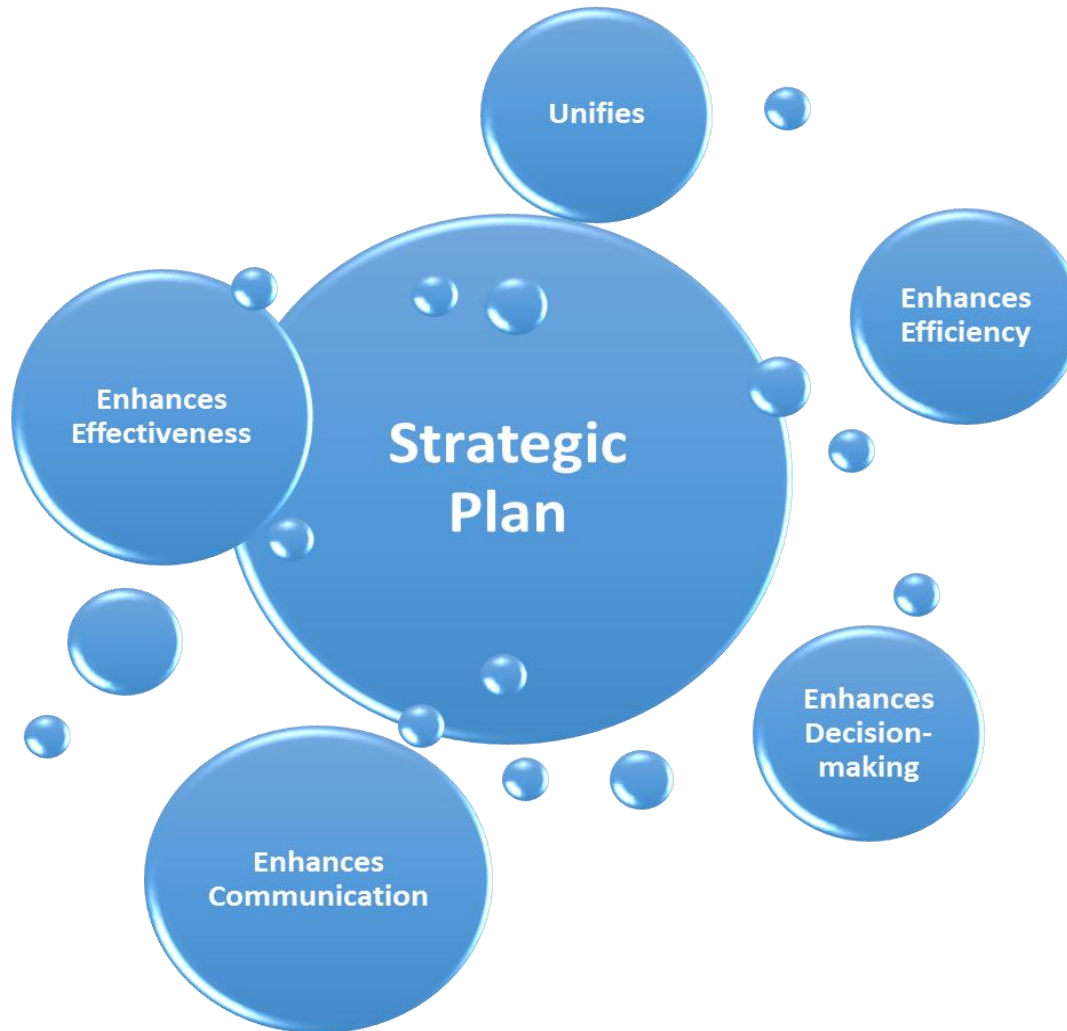 Unifies
Enhances
Efficiency
Enhances
Effectiveness
Strategic
Plan
Enhances
Decision-
making
Enhances
Communication